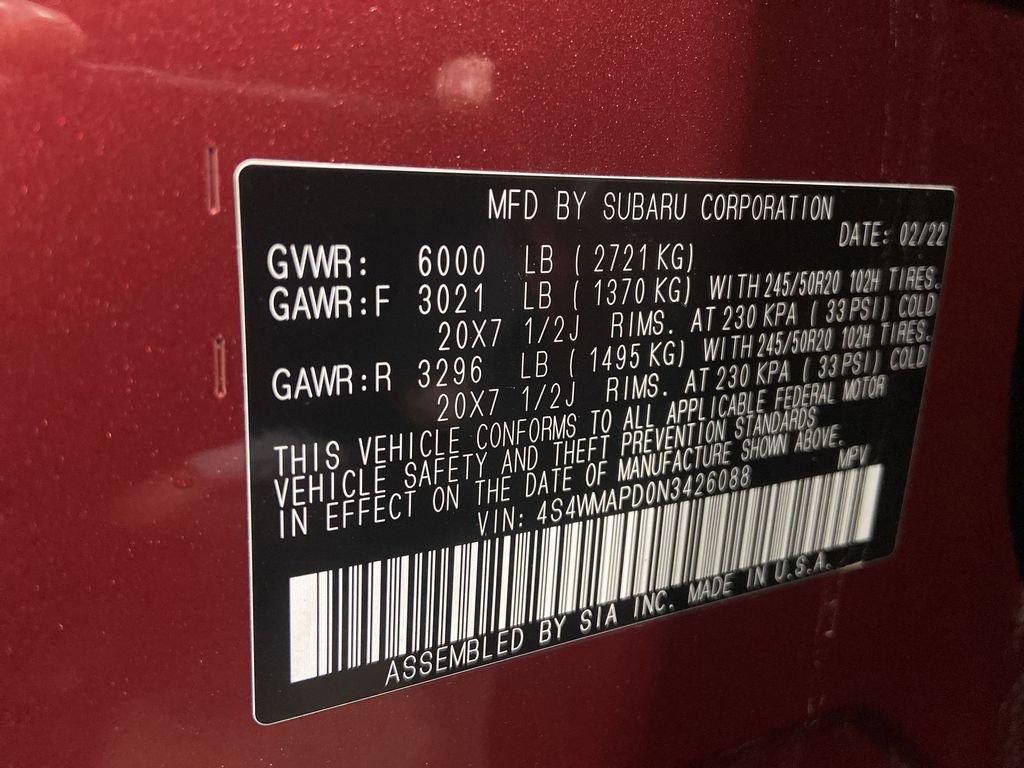 MFD BY SUBARU CORPORATION
DATE: 02/22
GVWR: 6000 LB (2721 KG)
GAWR:F 3021 LB (1370 KG) WITH 245/50R20 102H TIRES.
20X7 1/2J RIMS. AT 230 KPA (33 PSI) COLD
GAWR:R 3296 LB (1495 KG) WITH 245/50R20 102H TIRES.
20X7 1/2J RIMS. AT 230 KPA (33 PSI) COLD
THIS VEHICLE CONFORMS TO ALL APPLICABLE FEDERAL MOTOR
VEHICLE SAFETY AND THEFT PREVENTION STANDARDS
IN EFFECT ON THE DATE OF MANUFACTURE SHOWN ABOVE.
VIN: 4S4WMAPD0N3426088 MPV
ASSEMBLED BY SIA INC. MADE IN U.S.A.